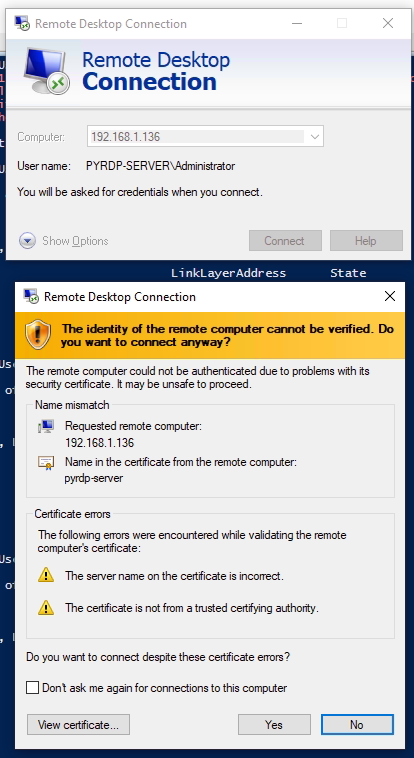 Remote Desktop Connection
Remote Desktop
Connection
Computer:
192.168.1.136
User name:
PYRDP-SERVER\Administrator
You will be asked for credentials when you connect.
Show Options
Connect
Help
LinkLayerAddress State
Remote Desktop Connection
The identity of the remote computer cannot be verified. Do
you want to connect anyway?
The remote computer could not be authenticated due to problems with its
security certificate. It may be unsafe to proceed.
Name mismatch
Requested remote computer:
192.168.1.136
Name in the certificate from the remote computer:
pyrdp-server
Certificate errors
The following errors were encountered while validating the remote
computer's certificate:
The server name on the certificate is incorrect.
The certificate is not from a trusted certifying authority.
Do you want to connect despite these certificate errors?
Don't ask me again for connections to this computer
View certificate...
Yes
No